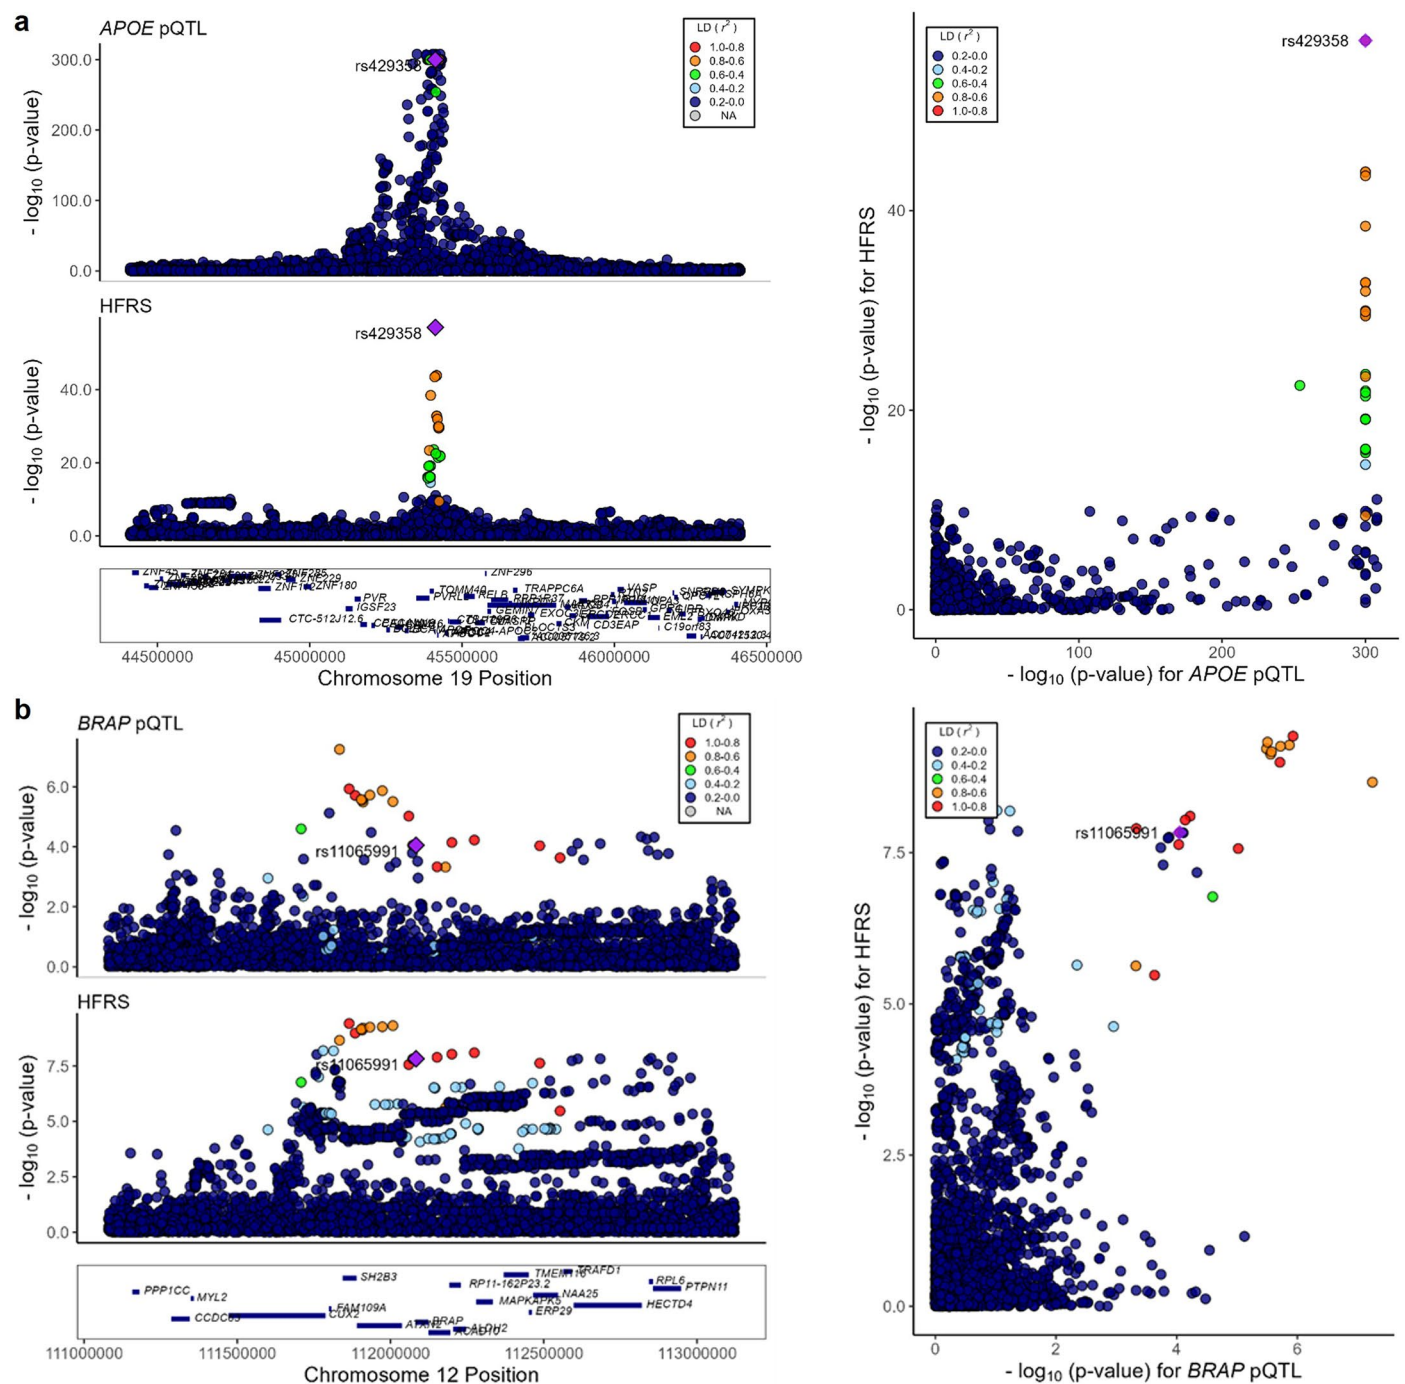 a
APOE pQTL
LD ( r² )
1.0-0.8
0.8-0.6
0.6-0.4
0.4-0.2
0.2-0.0
NA
rs429358
- log10 (p-value)
300.0
200.0
100.0
0.0
HFRS
rs429358
- log10 (p-value)
40.0
20.0
0.0
ZNF45
ZNF285
ZNF229
ZNF180
ZNF296
CTC-512J12.6
IGSF23
PVR
TOMM40
TRAPPC6A
VASP
EME2
C19orf83
CKM
CD3EAP
BLOC1S3
44500000
45000000
45500000
46000000
46500000
Chromosome 19 Position
LD ( r² )
0.2-0.0
0.4-0.2
0.6-0.4
0.8-0.6
1.0-0.8
rs429358
- log10 (p-value) for HFRS
40
20
0
0
100
200
300
- log10 (p-value) for APOE pQTL
b
BRAP pQTL
LD ( r² )
1.0-0.8
0.8-0.6
0.6-0.4
0.4-0.2
0.2-0.0
NA
rs11065991
- log10 (p-value)
6.0
4.0
2.0
0.0
HFRS
rs11065991
- log10 (p-value)
7.5
5.0
2.5
0.0
PPP1CC
MYL2
CCDC63
CUX2
FAM109A
SH2B3
ATXN2
BRAP
ACAD10
ALDH2
RP11-162P23.2
MAPKAPK5
TMEM116
ERP29
NAA25
TRAFD1
HECTD4
RPL6
PTPN11
111000000
111500000
112000000
112500000
113000000
Chromosome 12 Position
LD ( r² )
0.2-0.0
0.4-0.2
0.6-0.4
0.8-0.6
1.0-0.8
rs11065991
- log10 (p-value) for HFRS
7.5
5.0
2.5
0.0
0
2
4
6
- log10 (p-value) for BRAP pQTL